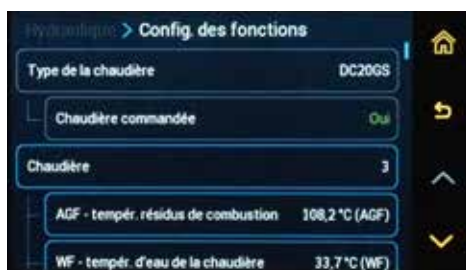 Hydraulique > Config. des fonctions
Type de la chaudière DC20GS
Chaudière commandée Oui
Chaudière 3
AGF - tempér. résidus de combustion 108,2 °C (AGF)
WF - tempér. d'eau de la chaudière 33,7 °C (WF)